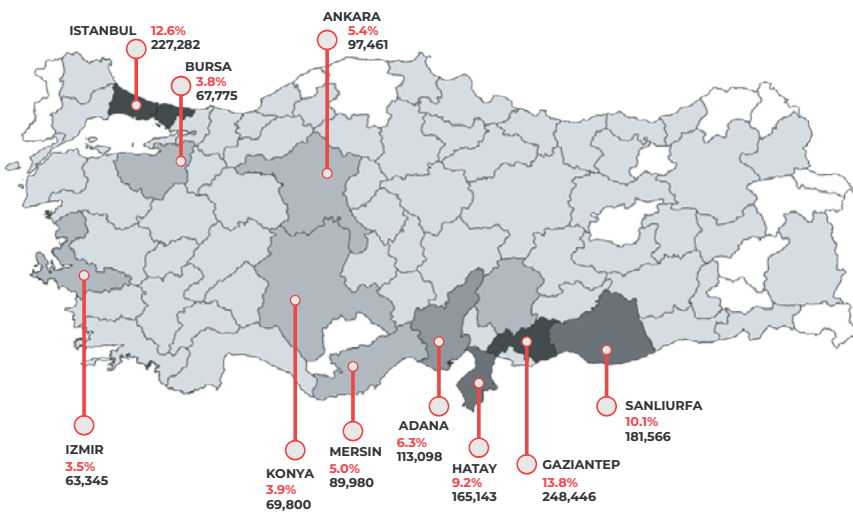 ISTANBUL
12.6%
227,282
BURSA
3.8%
67,775
ANKARA
5.4%
97,461
IZMIR
3.5%
63,345
KONYA
3.9%
69,800
MERSIN
5.0%
89,980
ADANA
6.3%
113,098
HATAY
9.2%
165,143
GAZIANTEP
13.8%
248,446
SANLIURFA
10.1%
181,566